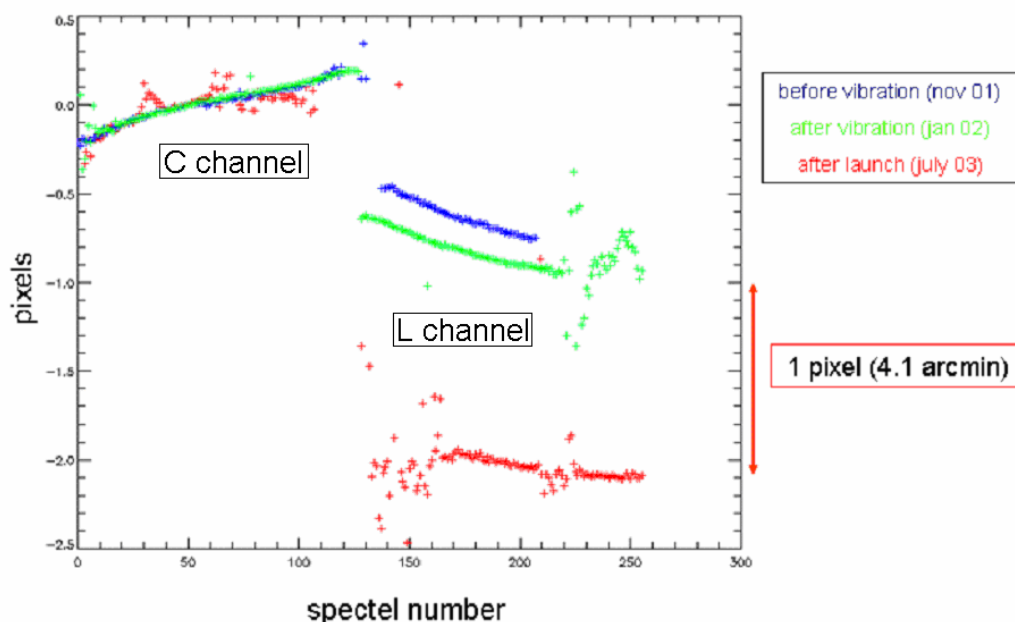 0.5
0.0
-0.5
-1.0
-1.5
-2.0
-2.5
pixels
C channel
L channel
0
50
100
150
200
250
300
spectel number
before vibration (nov 01)
after vibration (jan 02)
after launch (july 03)
1 pixel (4.1 arcmin)